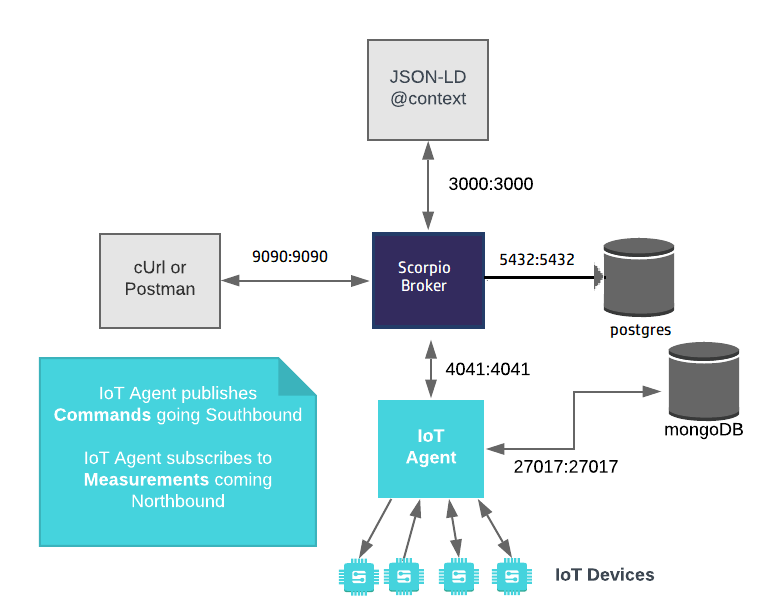 JSON-LD
@context
3000:3000
9090:9090
cUrl or
Postman
Scorpio
Broker
5432:5432
postgres
4041:4041
mongoDB
IoT Agent publishes
Commands going Southbound
IoT Agent subscribes to
Measurements coming
Northbound
IoT
Agent
27017:27017
IoT Devices